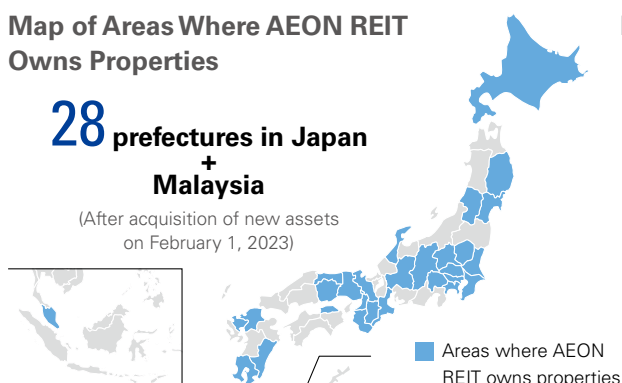 Map of Areas Where AEON REIT
Owns Properties
28 prefectures in Japan
+
Malaysia
(After acquisition of new assets
on February 1, 2023)
Areas where AEON
REIT owns properties